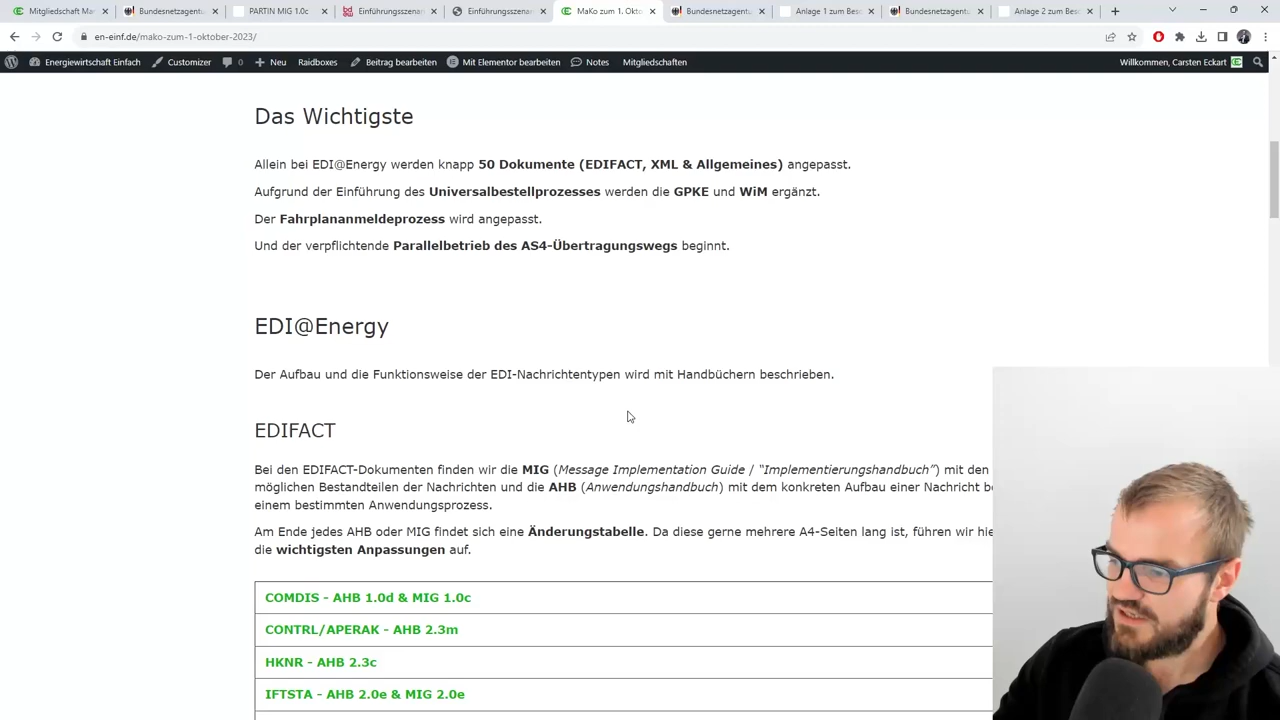 Mitgliedschaft Ma
Bundesnetzagentu
PARTIN MIG 1.0c
Einführungsszena
Einführungsszena
MaKo zum 1. Okto
Bundesnetzagentu
Anlage 1 zum Bes
Bundesnetzagentu
Anlage 2 zum Bes
en-einf.de/mako-zum-1-oktober-2023/
Energiewirtschaft Einfach Customizer 0 Neu Raidboxes Beitrag bearbeiten Mit Elementor bearbeiten Notes Mitgliedschaften Willkommen, Carsten Eckart
Das Wichtigste
Allein bei EDI@Energy werden knapp 50 Dokumente (EDIFACT, XML & Allgemeines) angepasst.
Aufgrund der Einführung des Universalbestellprozesses werden die GPKE und WiM ergänzt.
Der Fahrplananmeldeprozess wird angepasst.
Und der verpflichtende Parallelbetrieb des AS4-Übertragungswegs beginnt.
EDI@Energy
Der Aufbau und die Funktionsweise der EDI-Nachrichtentypen wird mit Handbüchern beschrieben.
EDIFACT
Bei den EDIFACT-Dokumenten finden wir die MIG (Message Implementation Guide / “Implementierungshandbuch”) mit den
möglichen Bestandteilen der Nachrichten und die AHB (Anwendungshandbuch) mit dem konkreten Aufbau einer Nachricht
einem bestimmten Anwendungsprozess.
Am Ende jedes AHB oder MIG findet sich eine Änderungstabelle. Da diese gerne mehrere A4-Seiten lang ist, führen wir
die wichtigsten Anpassungen auf.
COMDIS - AHB 1.0d & MIG 1.0c
CONTRL/APERAK - AHB 2.3m
HKNR - AHB 2.3c
IFTSTA - AHB 2.0e & MIG 2.0e